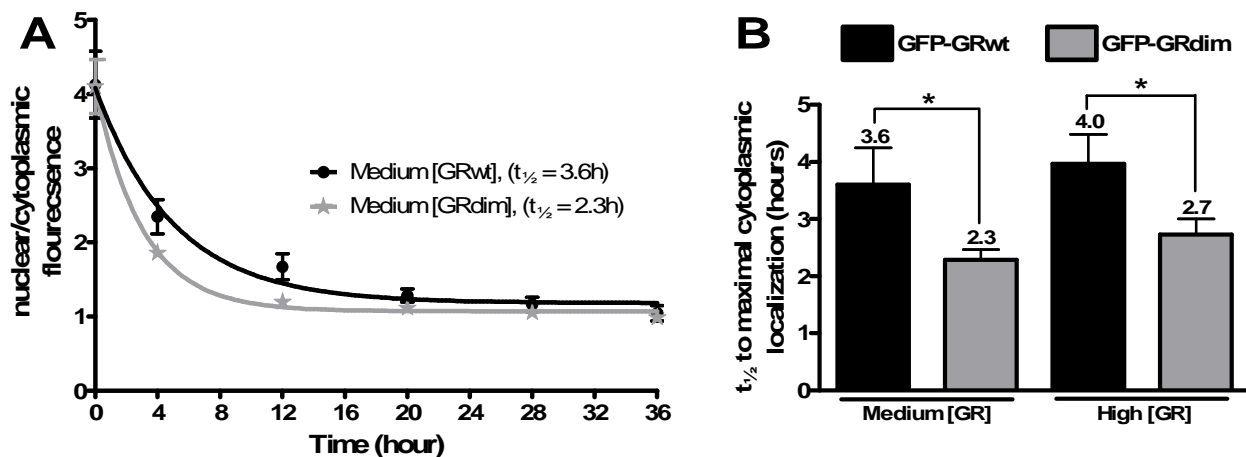 A
nuclear/cytoplasmic
flourecsence
5
4
3
2
1
0
0 4 8 12 16 20 24 28 32 36
Time (hour)
Medium [GRwt], (t½ = 3.6h)
Medium [GRdim], (t½ = 2.3h)
B
GFP-GRwt
GFP-GRdim
t½ to maximal cytoplasmic
localization (hours)
5
4
3
2
1
0
*
*
3.6
2.3
4.0
2.7
Medium [GR]
High [GR]